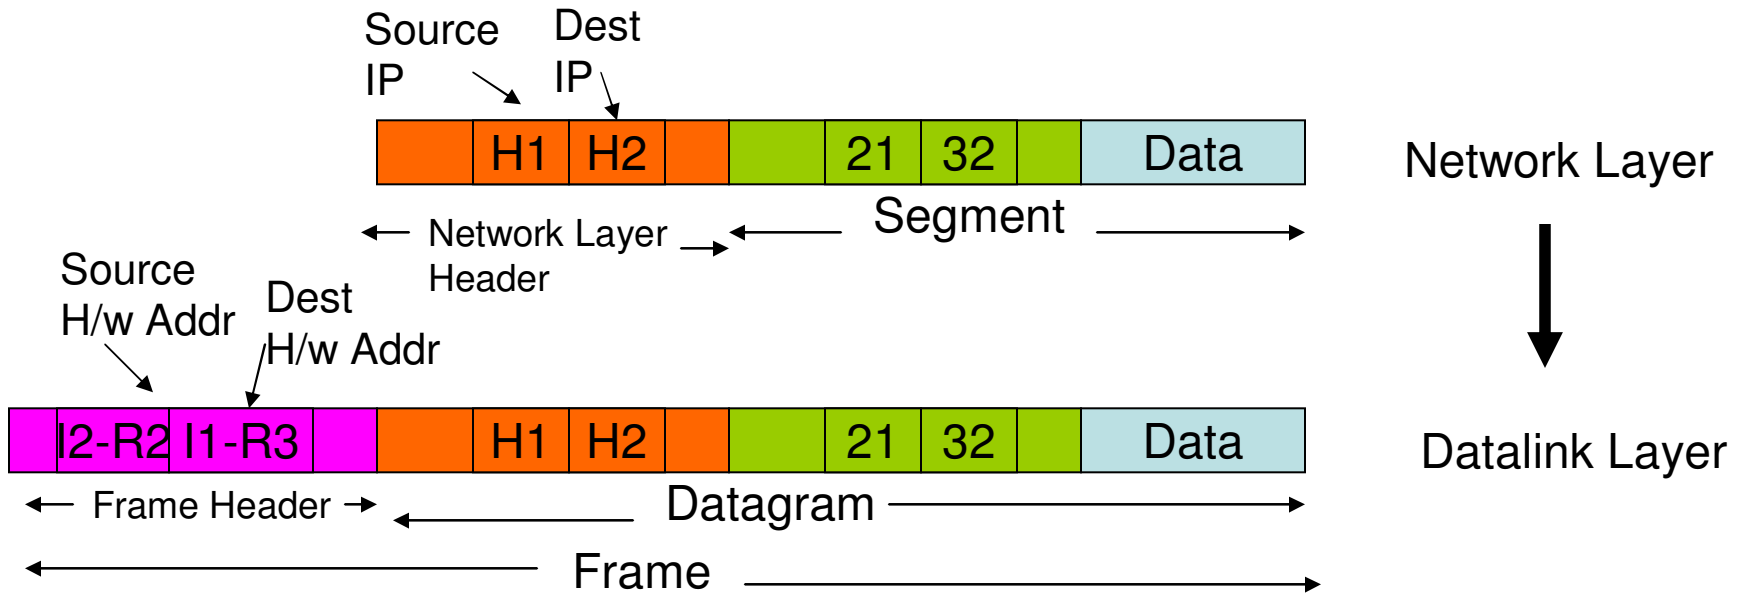 Source
IP
Dest
IP
H1 H2 21 32 Data
Network Layer
Network Layer
Header
Segment
Source
H/w Addr
Dest
H/w Addr
I2-R2 I1-R3 H1 H2 21 32 Data
Datalink Layer
Frame Header
Datagram
Frame